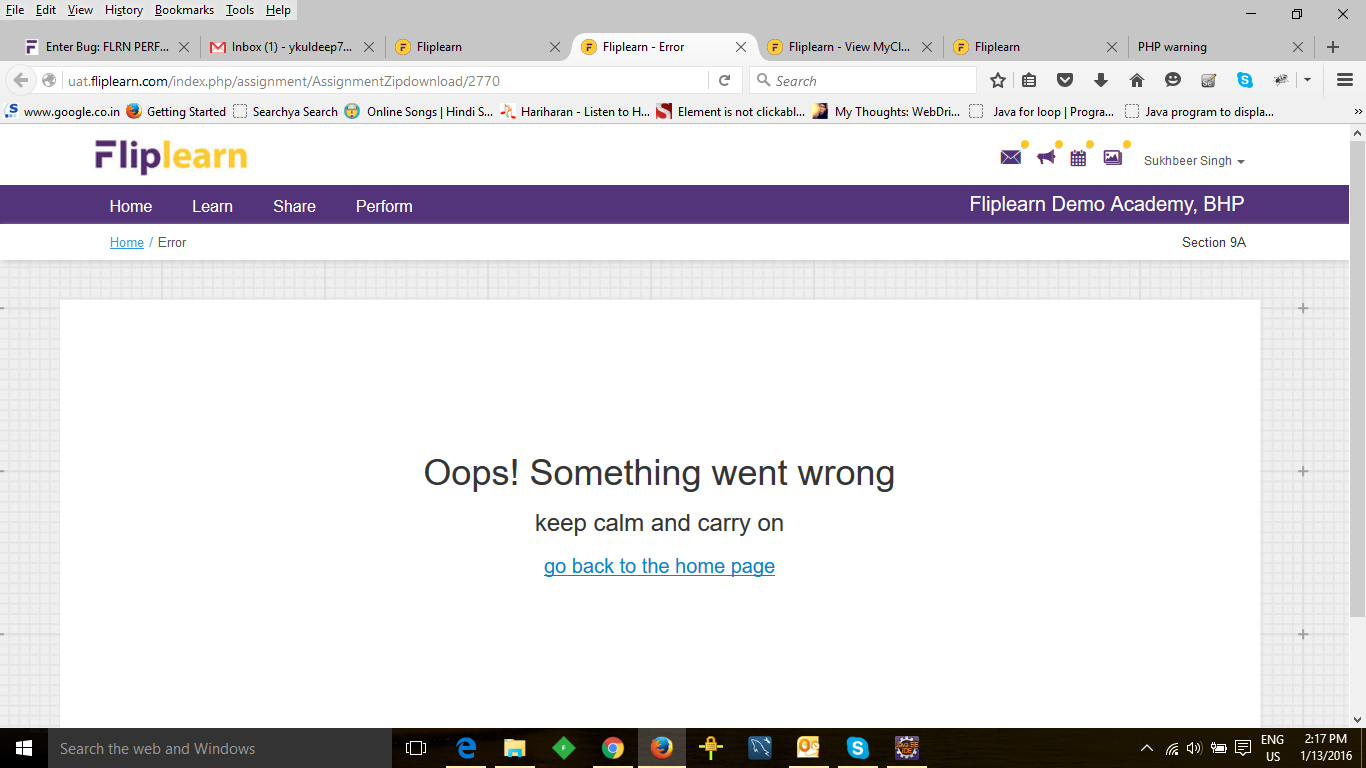 File Edit View History Bookmarks Tools Help
Enter Bug: FLRN PERF... Inbox (1) - ykuldeep7... Fliplearn Fliplearn - Error Fliplearn - View MyCl... Fliplearn PHP warning
uat.fliplearn.com/index.php/assignment/AssignmentZipdownload/2770 Search
www.google.co.in Getting Started Searchya Search Online Songs | Hindi S... Hariharan - Listen to H... Element is not clickabl... My Thoughts: WebDri... Java for loop | Progra... Java program to displa...
Fliplearn
Sukhbeer Singh
Home Learn Share Perform Fliplearn Demo Academy, BHP
Home / Error Section 9A
Oops! Something went wrong
keep calm and carry on
go back to the home page
Search the web and Windows
ENG 2:17 PM
US 1/13/2016